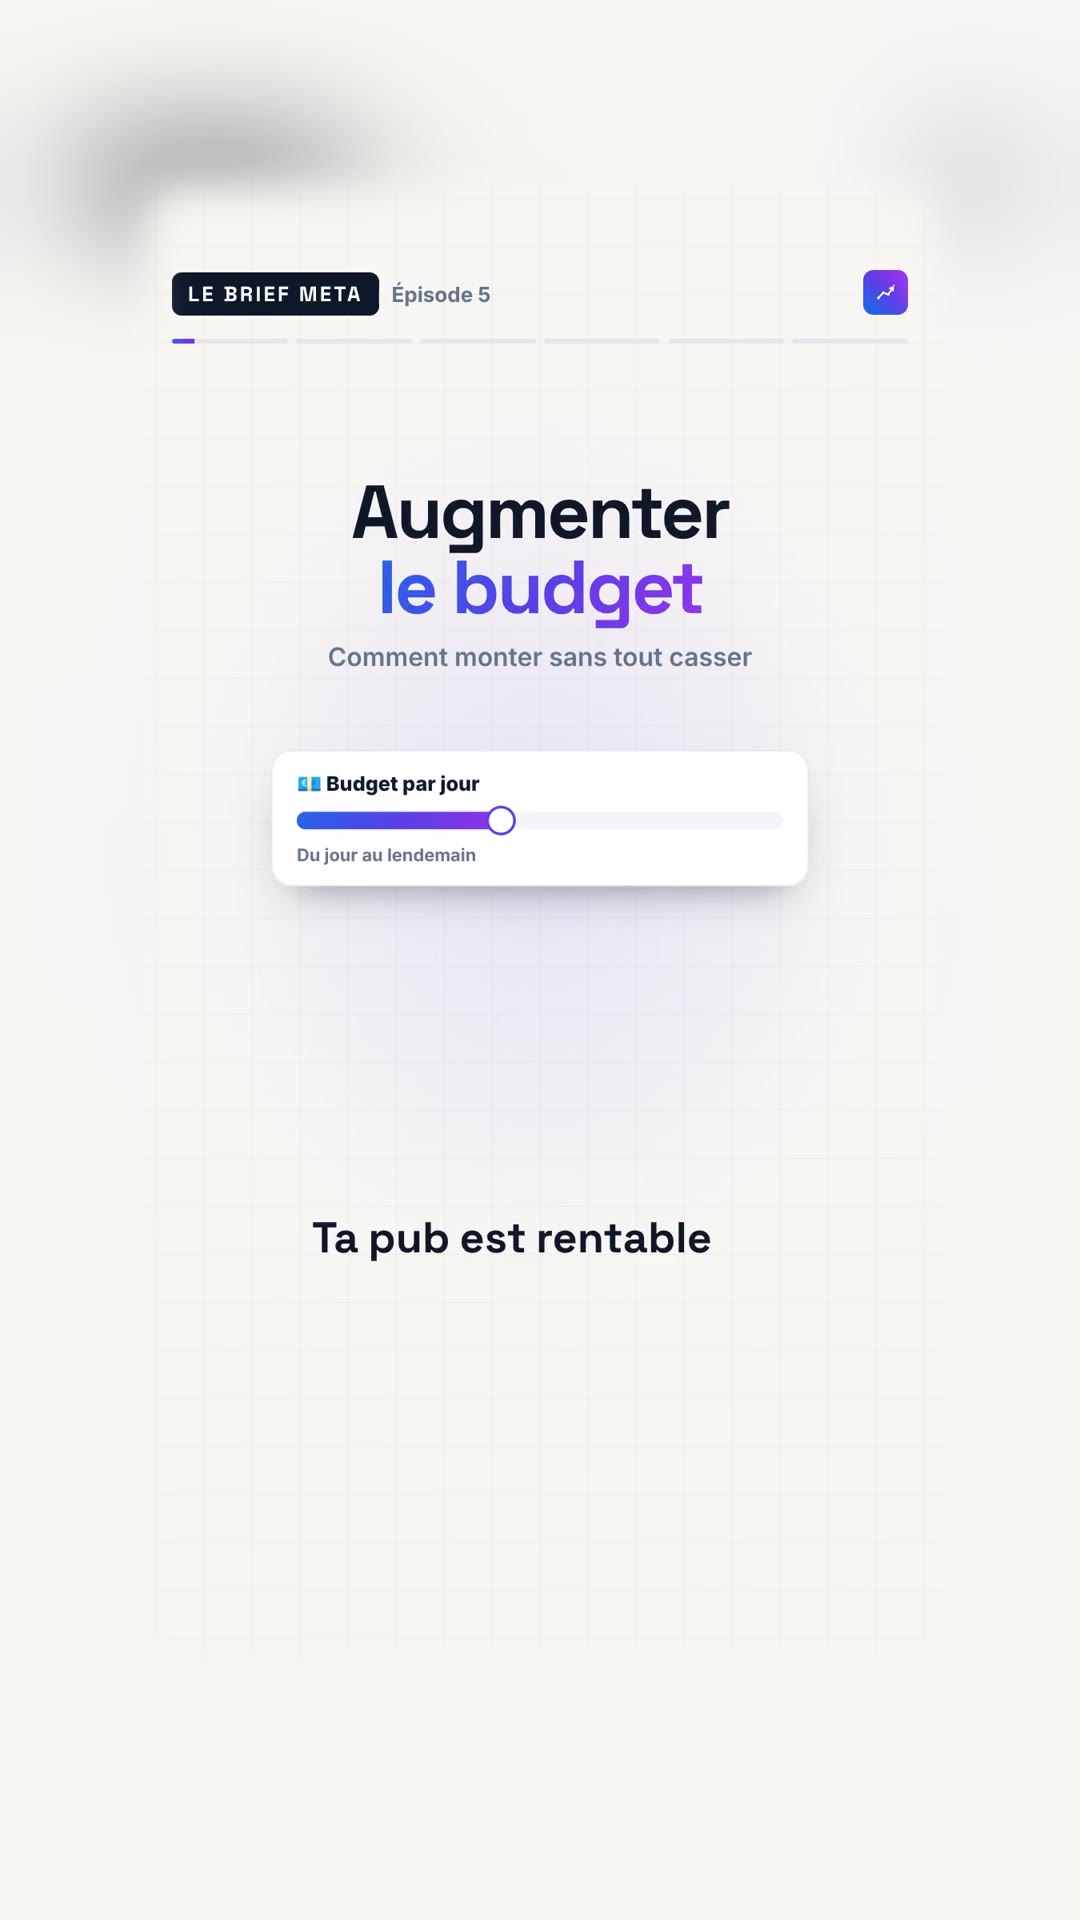 LE BRIEF META Épisode 5
Augmenter
le budget
Comment monter sans tout casser
💶 Budget par jour
Du jour au lendemain
Ta pub est rentable